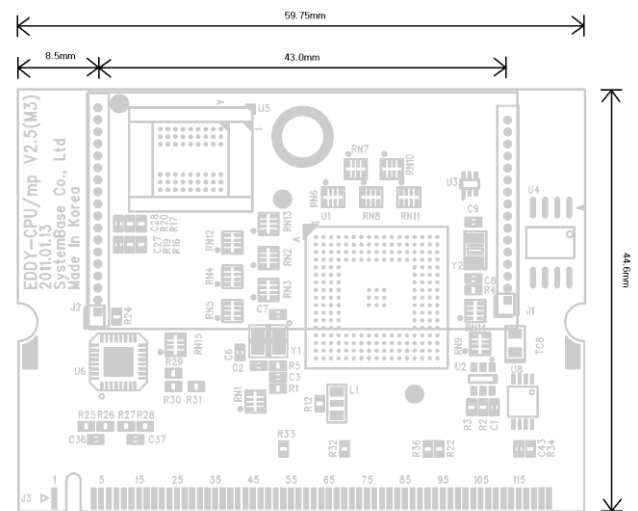 59.75mm
8.5mm
43.0mm
44.6mm
EDDY-CPU/mp V2.5(M3)
2011.01.13
SystemBase Co., Ltd
Made In Korea
A
U5
1
RN7
RN10
RN6
U1
RN8
RN11
U3
U4
C9
C28
R20
R17
C27
R19
R16
RN13
RN12
RN2
RN4
RN3
RN5
C7
A
Y2
C8
R4
J1
J2
R24
RN15
RN14
RN9
TC8
U6
R29
R30
R31
C6
C2
Y1
R5
C3
R1
RN1
R12
L1
U2
U8
R3
R2
C1
R25
R26
R27
R28
C36
C37
R33
R32
R36
R22
C43
R34
J3
1
5
15
25
35
45
55
65
75
85
95
105
115